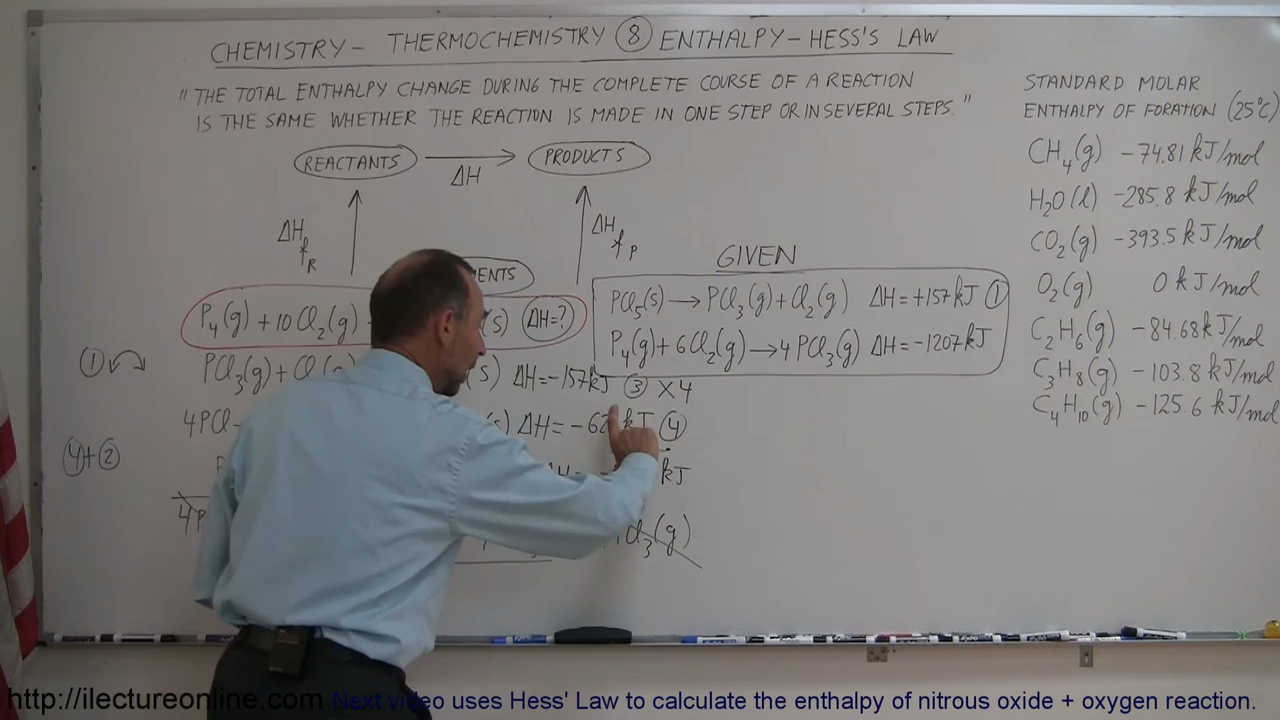 CHEMISTRY- THERMOCHEMISTRY ⑧ ENTHALPY-HESS'S LAW
"THE TOTAL ENTHALPY CHANGE DURING THE COMPLETE COURSE OF A REACTION
IS THE SAME WHETHER THE REACTION IS MADE IN ONE STEP OR IN SEVERAL STEPS."
REACTANTS → PRODUCTS
ΔH
ΔHfR ΔHfP
P4(g) + 10Cl2(g) (s) ΔH=?
① PCl3(g) + (s) ΔH=-157kJ ③ ×4
4PCl (s) ΔH= kJ ④
④+② kJ
Cl3(g)
GIVEN
PCl5(s) → PCl3(g) + Cl2(g) ΔH=+157kJ ①
P4(g) + 6Cl2(g) → 4PCl3(g) ΔH=-1207kJ
STANDARD MOLAR
ENTHALPY OF FORATION (25°C)
CH4(g) -74.81 kJ/mol
H2O(l) -285.8 kJ/mol
CO2(g) -393.5 kJ/mol
O2(g) 0 kJ/mol
C2H6(g) -84.68 kJ/mol
C3H8(g) -103.8 kJ/mol
C4H10(g) -125.6 kJ/mol
http://ilectureonline.com Next video uses Hess' Law to calculate the enthalpy of nitrous oxide + oxygen reaction.